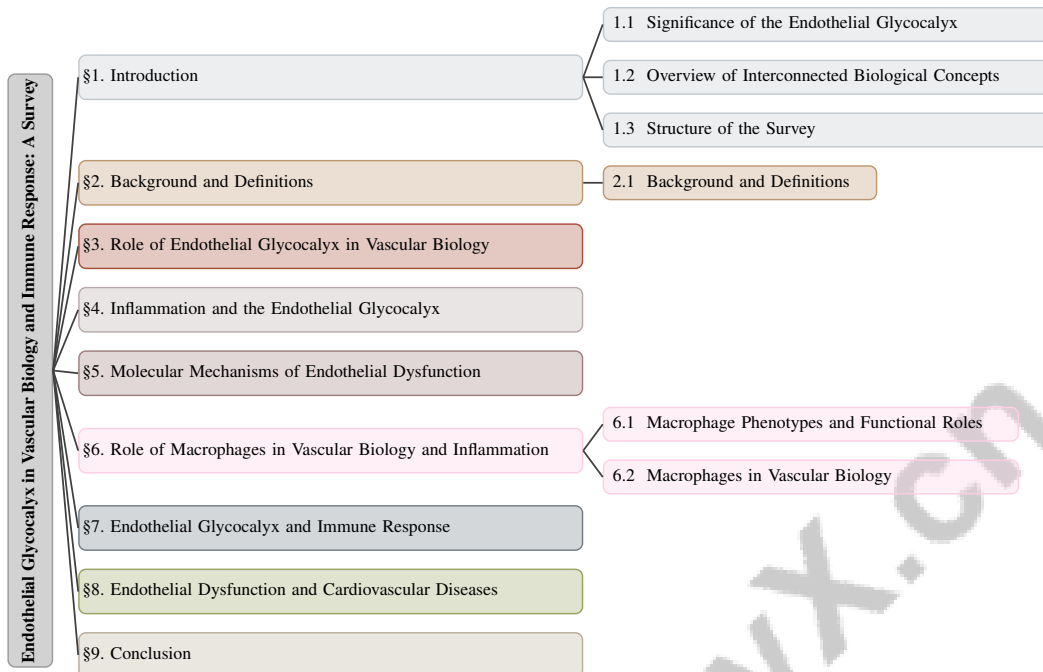 Endothelial Glycocalyx in Vascular Biology and Immune Response: A Survey
§1. Introduction
1.1 Significance of the Endothelial Glycocalyx
1.2 Overview of Interconnected Biological Concepts
1.3 Structure of the Survey
§2. Background and Definitions
2.1 Background and Definitions
§3. Role of Endothelial Glycocalyx in Vascular Biology
§4. Inflammation and the Endothelial Glycocalyx
§5. Molecular Mechanisms of Endothelial Dysfunction
§6. Role of Macrophages in Vascular Biology and Inflammation
6.1 Macrophage Phenotypes and Functional Roles
6.2 Macrophages in Vascular Biology
§7. Endothelial Glycocalyx and Immune Response
§8. Endothelial Dysfunction and Cardiovascular Diseases
§9. Conclusion